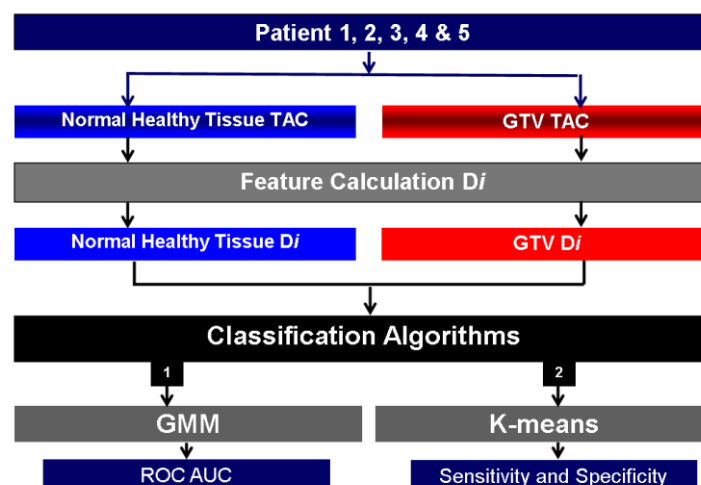 Patient 1, 2, 3, 4 & 5
Normal Healthy Tissue TAC
GTV TAC
Feature Calculation Di
Normal Healthy Tissue Di
GTV Di
Classification Algorithms
1
2
GMM
K-means
ROC AUC
Sensitivity and Specificity